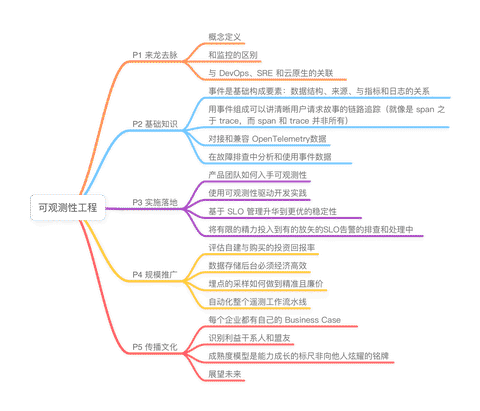 可观测性工程
P1 来龙去脉
概念定义
和监控的区别
与 DevOps、SRE 和云原生的关联
P2 基础知识
事件是基础构成要素：数据结构、来源、与指标和日志的关系
用事件组成可以讲清晰用户请求故事的链路追踪（就像是 span 之
于 trace，而 span 和 trace 并非所有）
对接和兼容 OpenTelemetry数据
在故障排查中分析和使用事件数据
P3 实施落地
产品团队如何入手可观测性
使用可观测性驱动开发实践
基于 SLO 管理升华到更优的稳定性
将有限的精力投入到有的放矢的SLO告警的排查和处理中
P4 规模推广
评估自建与购买的投资回报率
数据存储后台必须经济高效
埋点的采样如何做到精准且廉价
自动化整个遥测工作流水线
P5 传播文化
每个企业都有自己的 Business Case
识别利益干系人和盟友
成熟度模型是能力成长的标尺非向他人炫耀的铭牌
展望未来